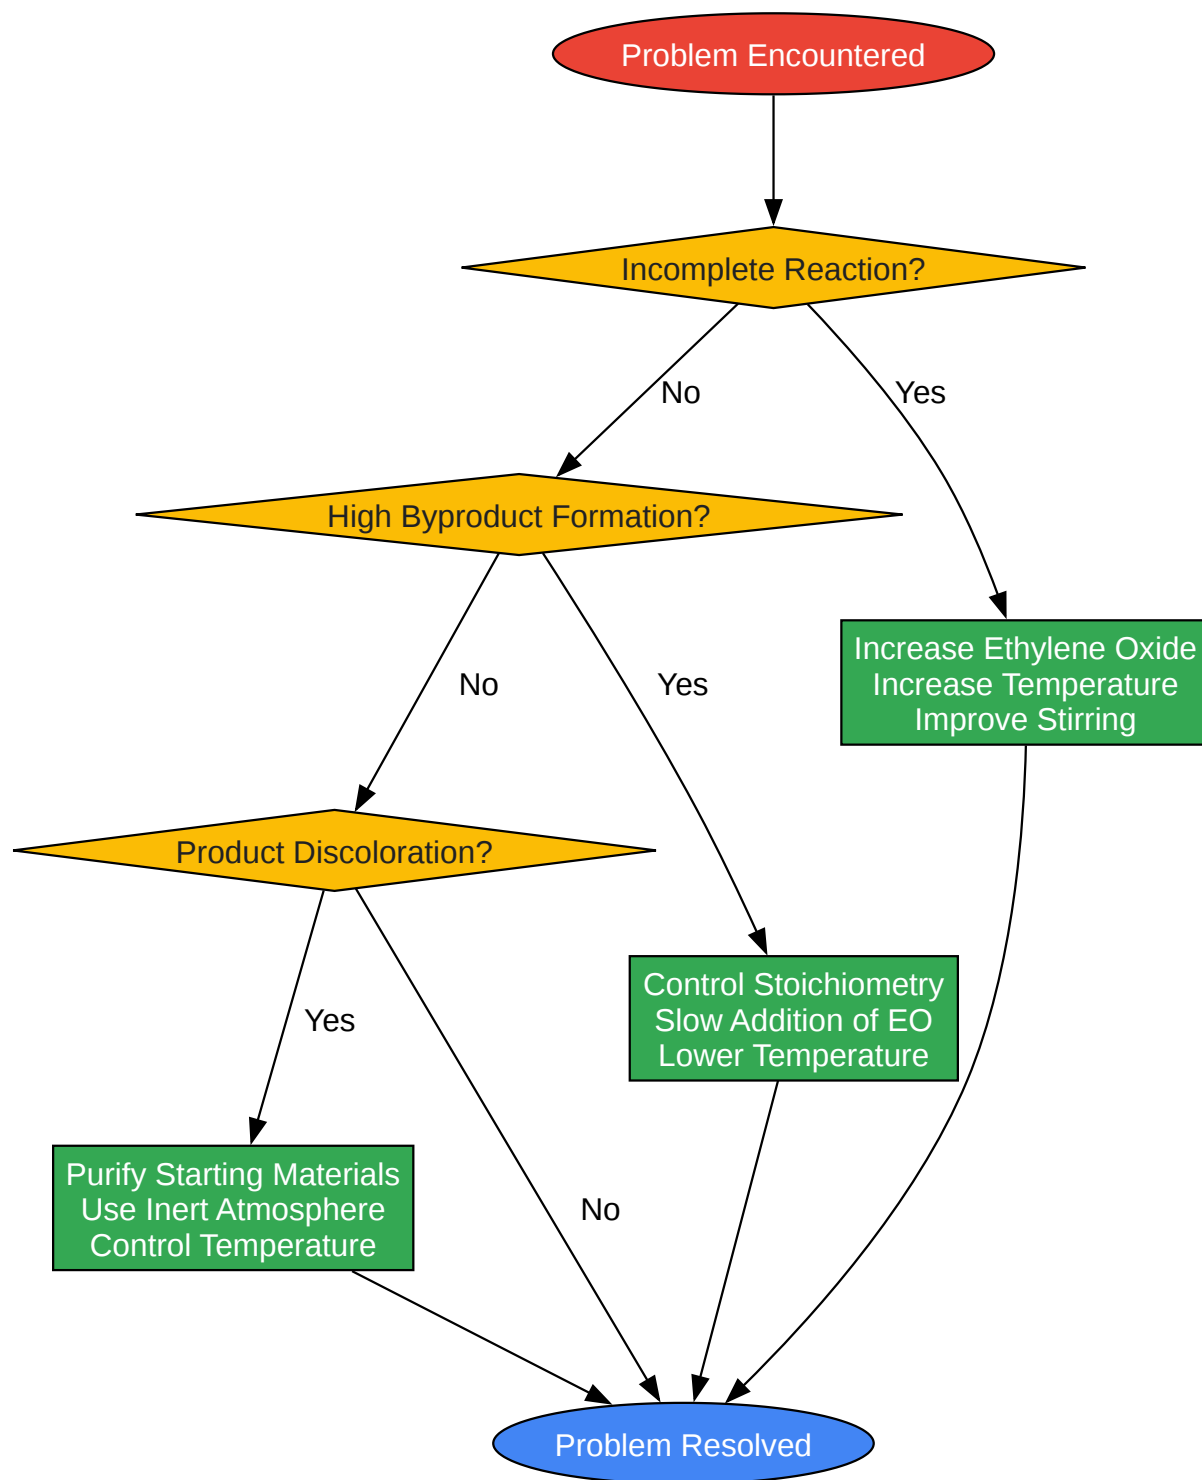 Problem Encountered
Incomplete Reaction?
No
Yes
High Byproduct Formation?
Increase Ethylene Oxide
Increase Temperature
Improve Stirring
No
Yes
Product Discoloration?
Control Stoichiometry
Slow Addition of EO
Lower Temperature
Yes
Purify Starting Materials
Use Inert Atmosphere
Control Temperature
No
Problem Resolved